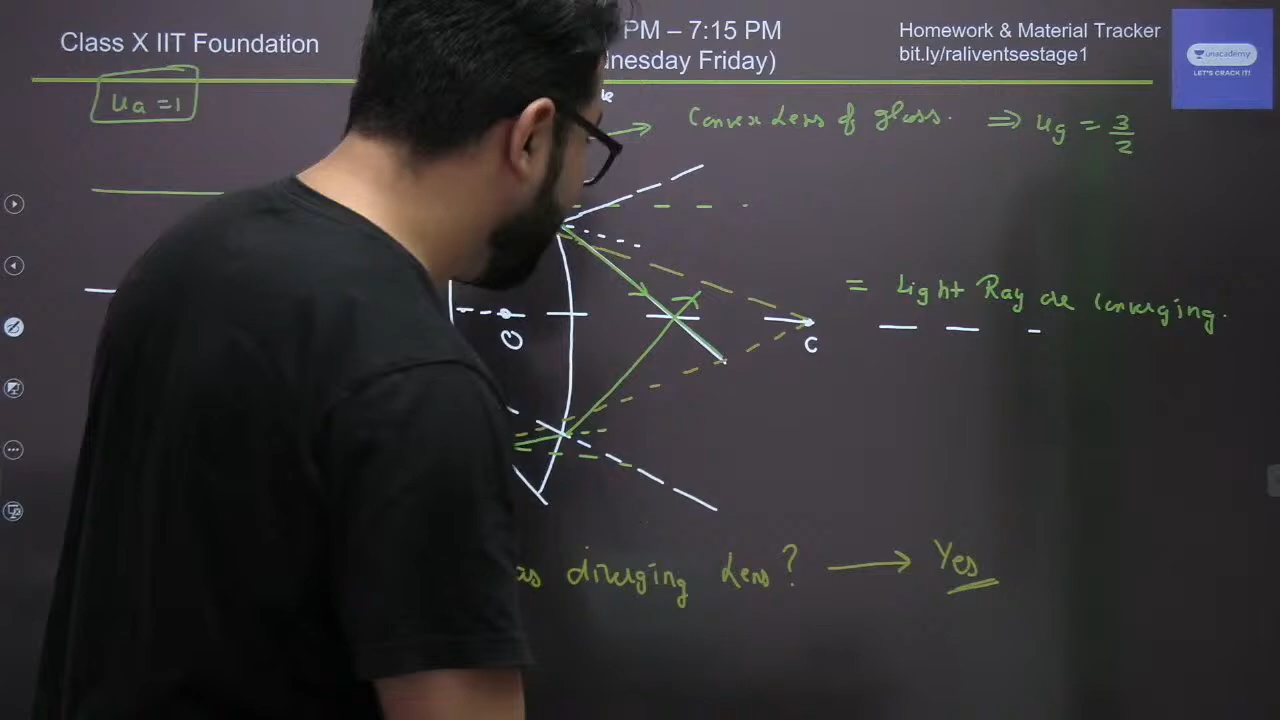 Class X IIT Foundation
PM – 7:15 PM
nesday Friday)
Homework & Material Tracker
bit.ly/raliventsestage1
unacademy
LET'S CRACK IT!
ua = 1
Convex Lens of glass. ⇒ ug = 3/2
= Light Ray are Converging.
O
C
as diverging Lens? → Yes